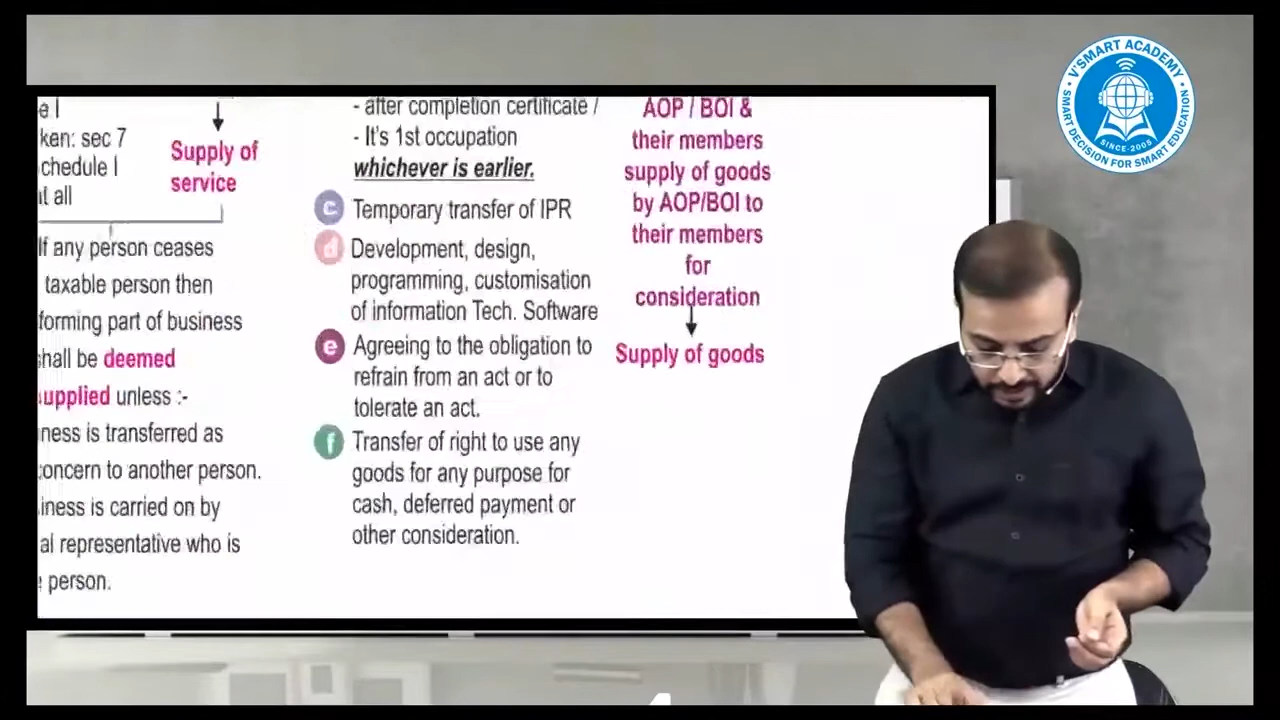 ken: sec 7
chedule I
Supply of
service
If any person ceases
taxable person then
forming part of business
shall be deemed
upplied unless :-
ness is transferred as
concern to another person.
iness is carried on by
al representative who is
person.
- after completion certificate /
- It's 1st occupation
whichever is earlier.
c Temporary transfer of IPR
d Development, design,
programming, customisation
of information Tech. Software
e Agreeing to the obligation to
refrain from an act or to
tolerate an act.
f Transfer of right to use any
goods for any purpose for
cash, deferred payment or
other consideration.
AOP / BOI &
their members
supply of goods
by AOP/BOI to
their members
for
consideration
Supply of goods
V'SMART ACADEMY
SINCE-2005
SMART DECISION FOR SMART EDUCATION